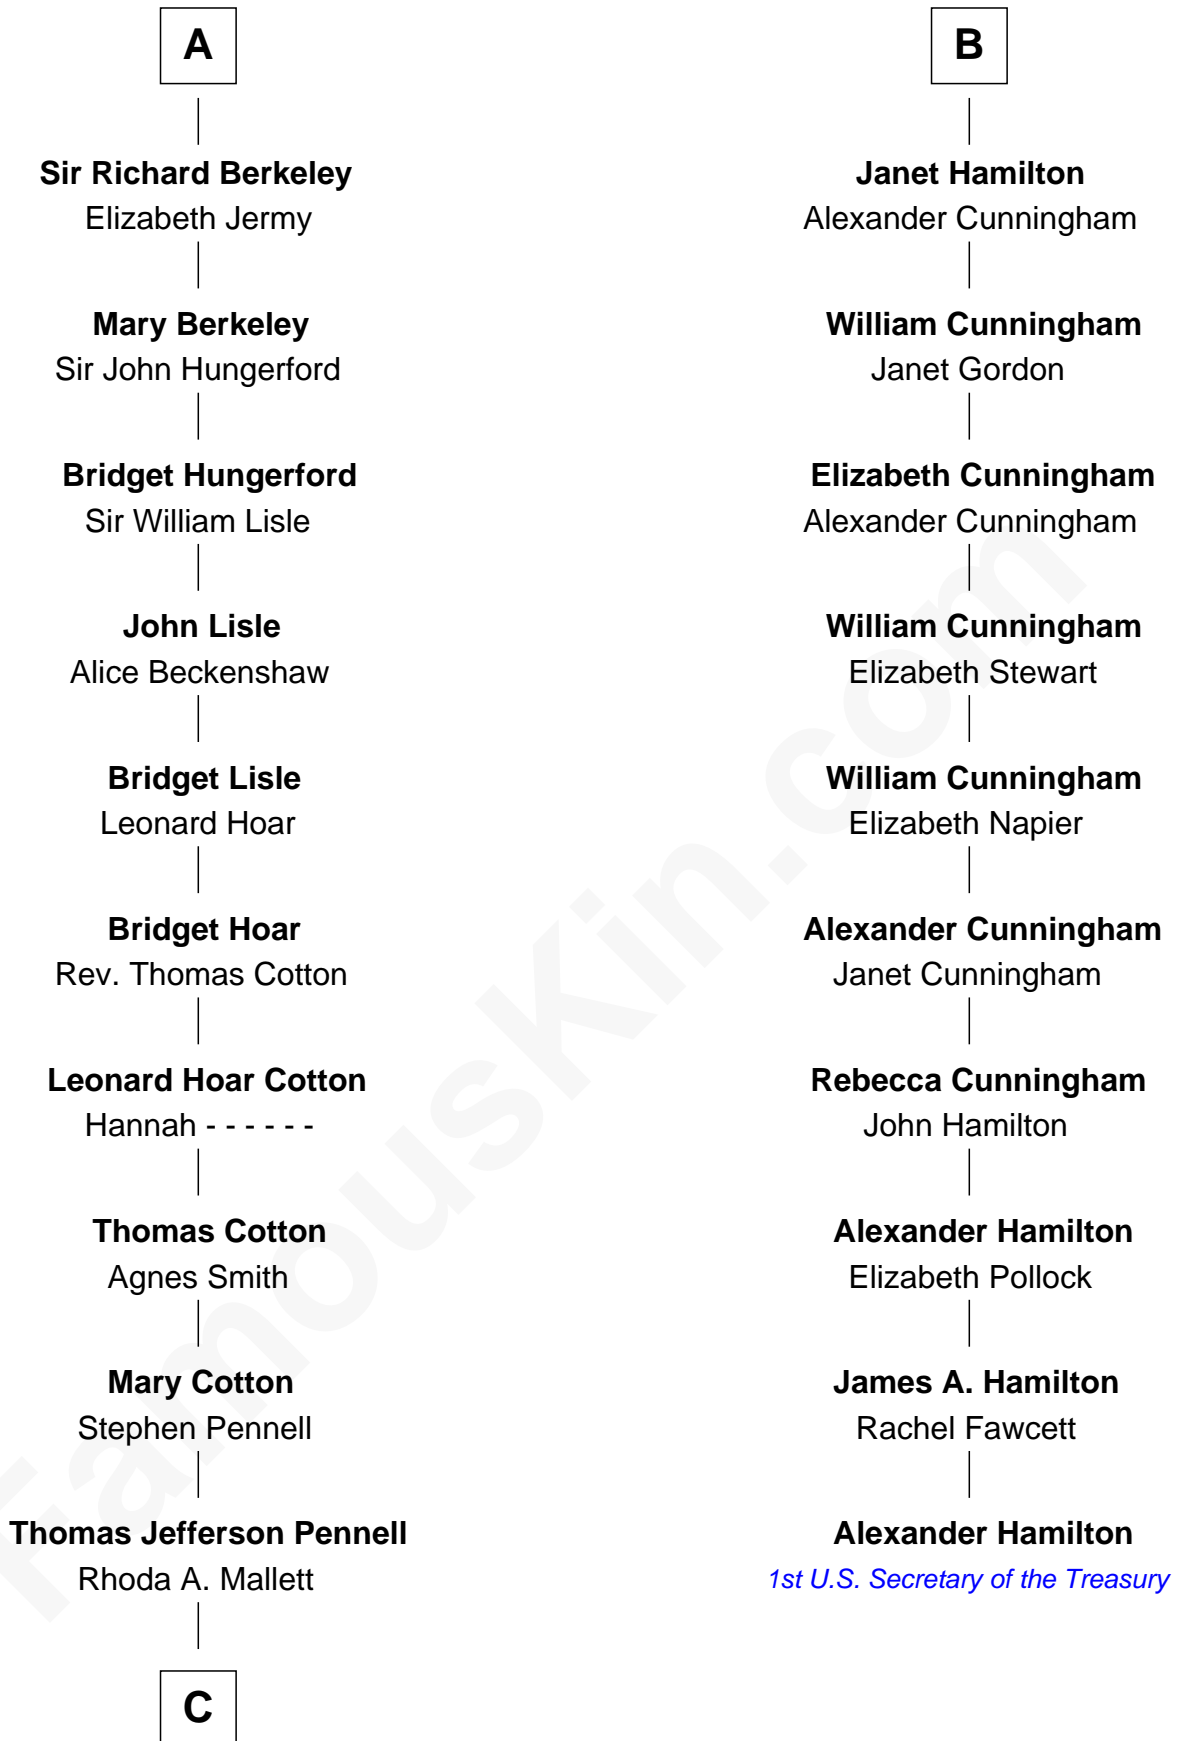 A
Sir Richard Berkeley
Elizabeth Jermy
Mary Berkeley
Sir John Hungerford
Bridget Hungerford
Sir William Lisle
John Lisle
Alice Beckenshaw
Bridget Lisle
Leonard Hoar
Bridget Hoar
Rev. Thomas Cotton
Leonard Hoar Cotton
Hannah - - - - - -
Thomas Cotton
Agnes Smith
Mary Cotton
Stephen Pennell
Thomas Jefferson Pennell
Rhoda A. Mallett
C
B
Janet Hamilton
Alexander Cunningham
William Cunningham
Janet Gordon
Elizabeth Cunningham
Alexander Cunningham
William Cunningham
Elizabeth Stewart
William Cunningham
Elizabeth Napier
Alexander Cunningham
Janet Cunningham
Rebecca Cunningham
John Hamilton
Alexander Hamilton
Elizabeth Pollock
James A. Hamilton
Rachel Fawcett
Alexander Hamilton
1st U.S. Secretary of the Treasury
FamousKin.com